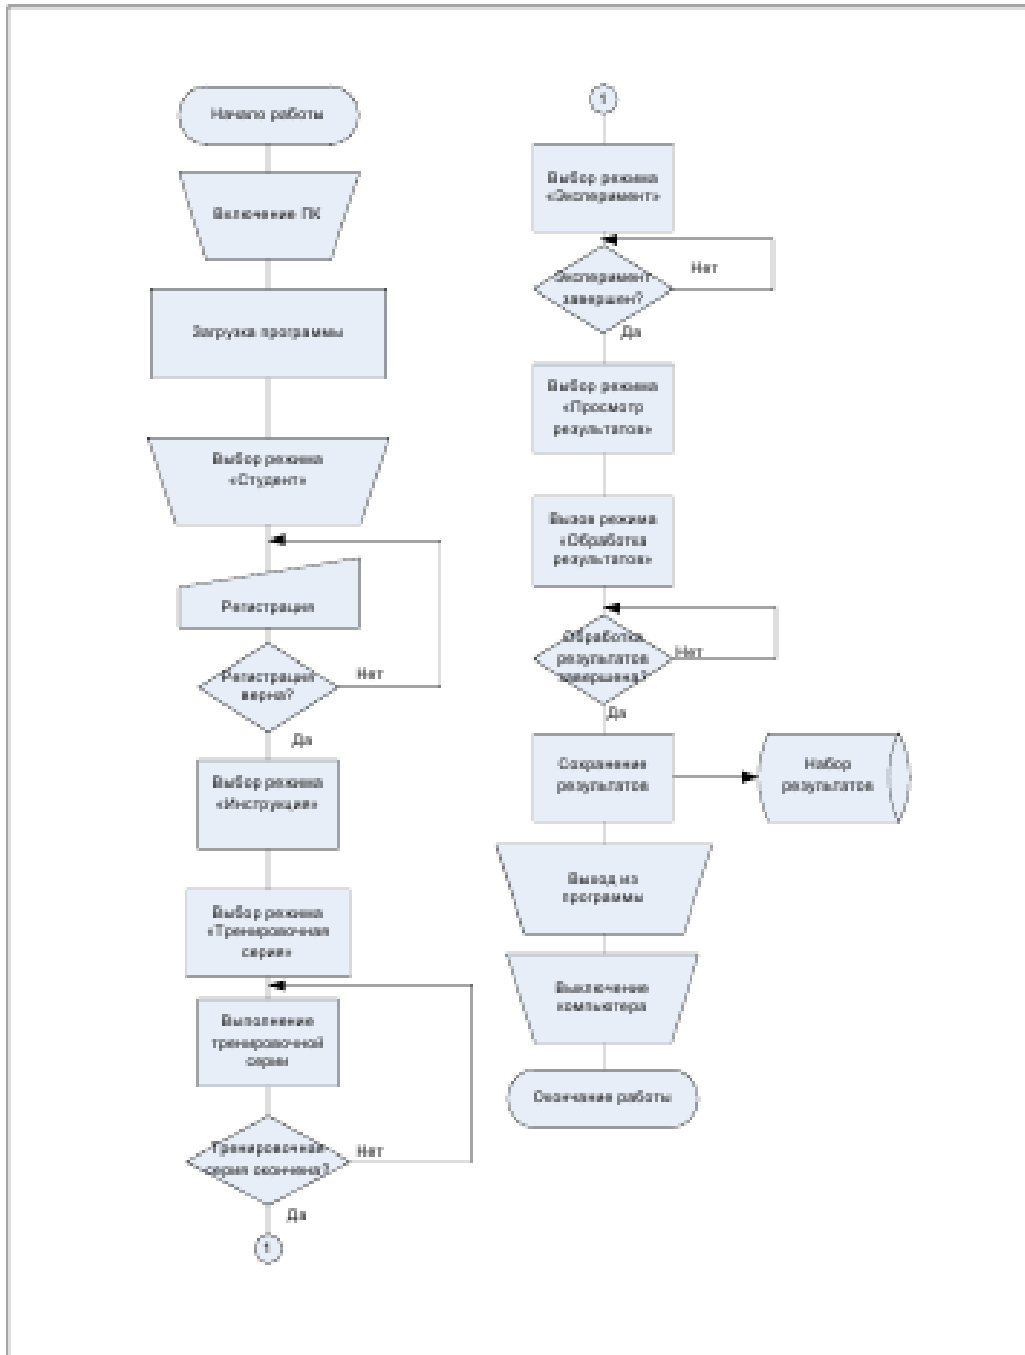 Начало работы
Включение ПК
Загрузка программы
Выбор режима
«Студент»
Регистрация
Регистрация
верна?
Нет
Да
Выбор режима
«Инструкция»
Выбор режима
«Тренировочная
серия»
Выполнение
тренировочной
серии
Тренировочная
серия окончена?
Нет
Да
1
1
Выбор режима
«Эксперимент»
Эксперимент
завершен?
Нет
Да
Выбор режима
«Просмотр
результатов»
Вызов режима
«Обработка
результатов»
Обработка
результатов
завершена?
Нет
Да
Сохранение
результатов
Набор
результатов
Выход из
программы
Выключение
компьютера
Окончание работы